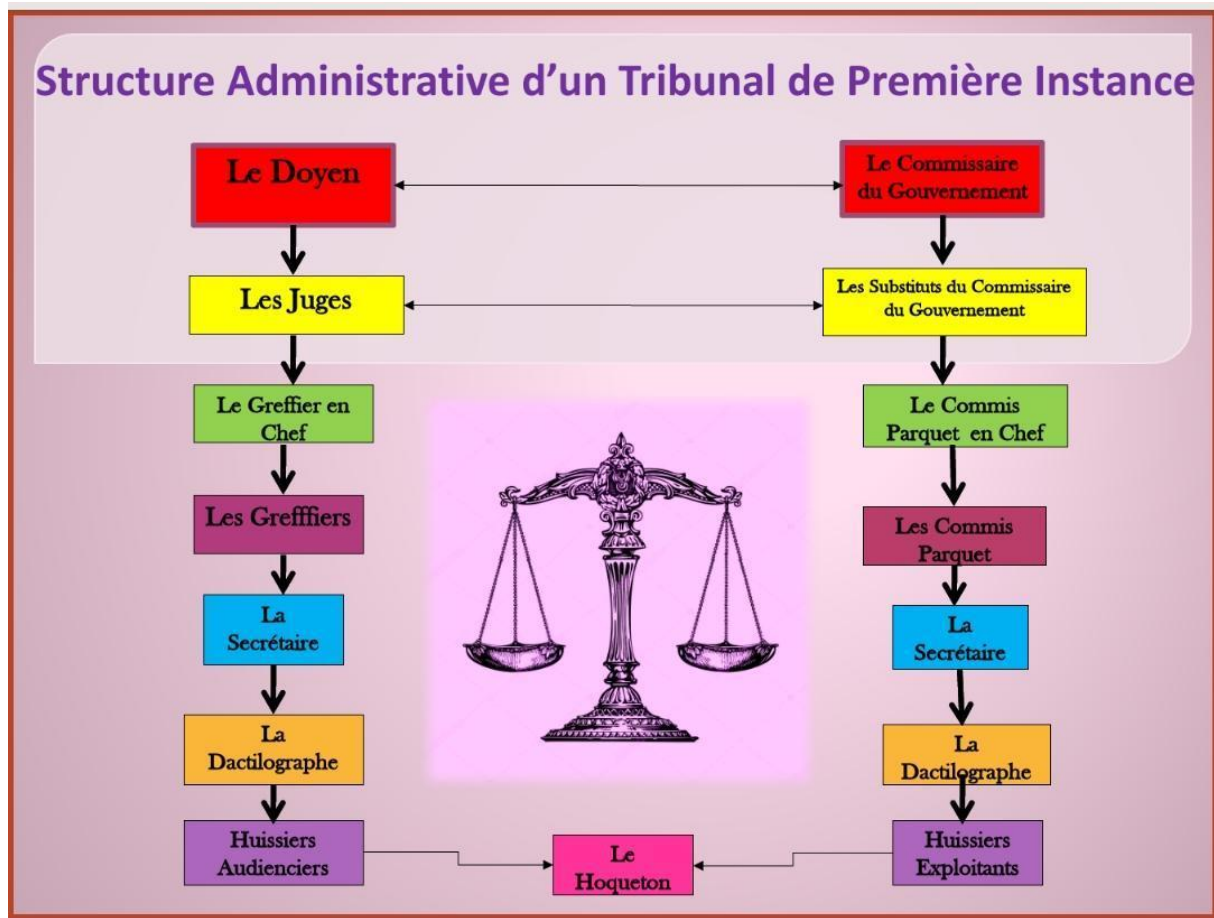 Structure Administrative d’un Tribunal de Première Instance
Le Doyen
Le Commissaire
du Gouvernement
Les Juges
Les Substituts du Commissaire
du Gouvernement
Le Greffier en
Chef
Le Commis
Parquet en Chef
Les Grefffiers
Les Commis
Parquet
La
Secrétaire
La
Secrétaire
La
Dactilographe
La
Dactilographe
Huissiers
Audienciers
Le
Hoqueton
Huissiers
Exploitants